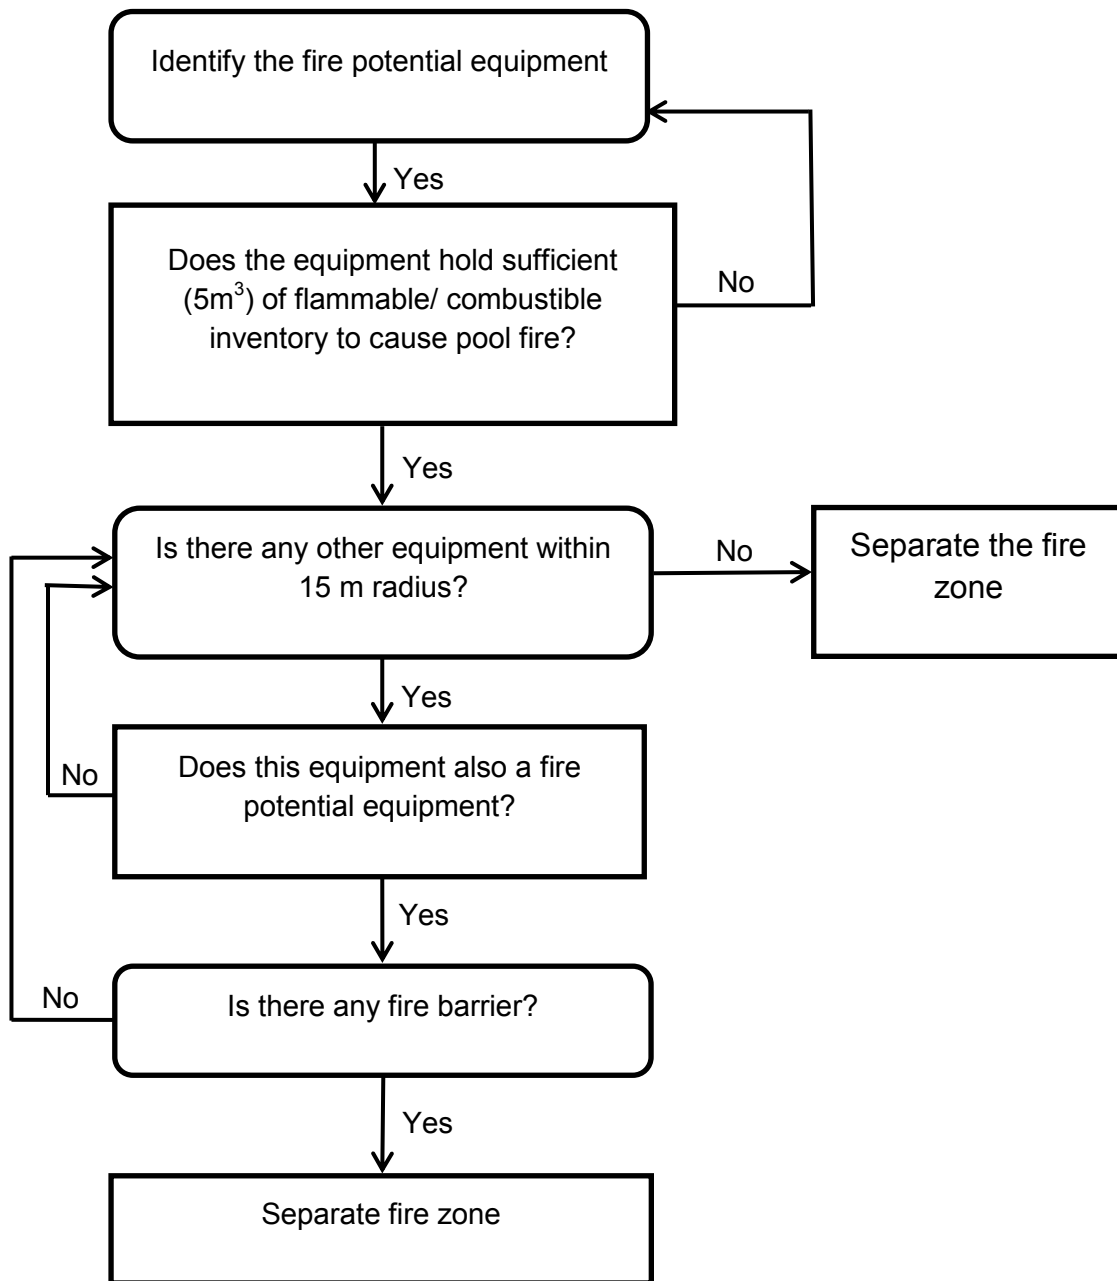 Identify the fire potential equipment
Yes
Does the equipment hold sufficient
(5m³) of flammable/ combustible
inventory to cause pool fire?
No
Yes
Is there any other equipment within
15 m radius?
No
Separate the fire
zone
Yes
Does this equipment also a fire
potential equipment?
No
Yes
Is there any fire barrier?
No
Yes
Separate fire zone